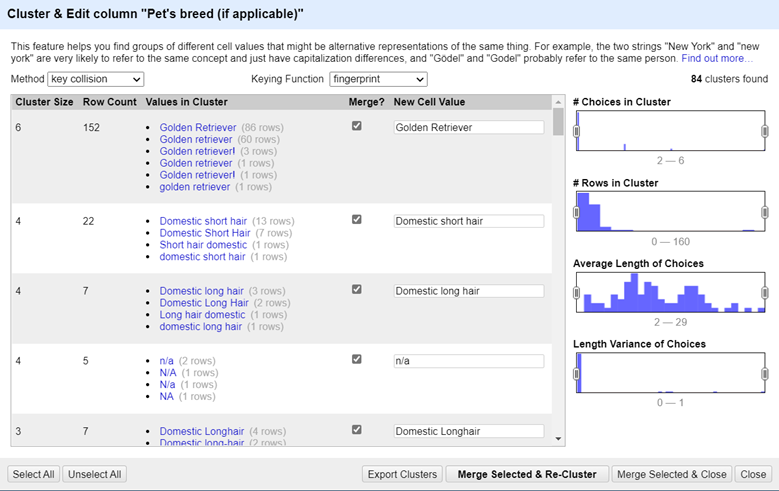 Cluster & Edit column "Pet's breed (if applicable)"
This feature helps you find groups of different cell values that might be alternative representations of the same thing. For example, the two strings "New York" and "new
york" are very likely to refer to the same concept and just have capitalization differences, and "Gödel" and "Godel" probably refer to the same person. Find out more...
Method key collision Keying Function fingerprint 84 clusters found
Cluster Size Row Count Values in Cluster Merge? New Cell Value
6 152
• Golden Retriever (86 rows)
• Golden retriever (60 rows)
• Golden retrieverl (3 rows)
• Golden retriever (1 rows)
• Golden retrieverl (1 rows)
• golden retriever (1 rows)
Golden Retriever
4 22
• Domestic short hair (13 rows)
• Domestic Short Hair (7 rows)
• Short hair domestic (1 rows)
• domestic short hair (1 rows)
Domestic short hair
4 7
• Domestic long hair (3 rows)
• Domestic Long Hair (2 rows)
• Long hair domestic (1 rows)
• domestic long hair (1 rows)
Domestic long hair
4 5
• n/a (2 rows)
• N/A (1 rows)
• N/a (1 rows)
• NA (1 rows)
n/a
3 7
• Domestic Longhair (4 rows)
• Domestic long-hair (2 rows)
Domestic Longhair
# Choices in Cluster
2 — 6
# Rows in Cluster
0 — 160
Average Length of Choices
2 — 29
Length Variance of Choices
0 — 1
Select All Unselect All Export Clusters Merge Selected & Re-Cluster Merge Selected & Close Close